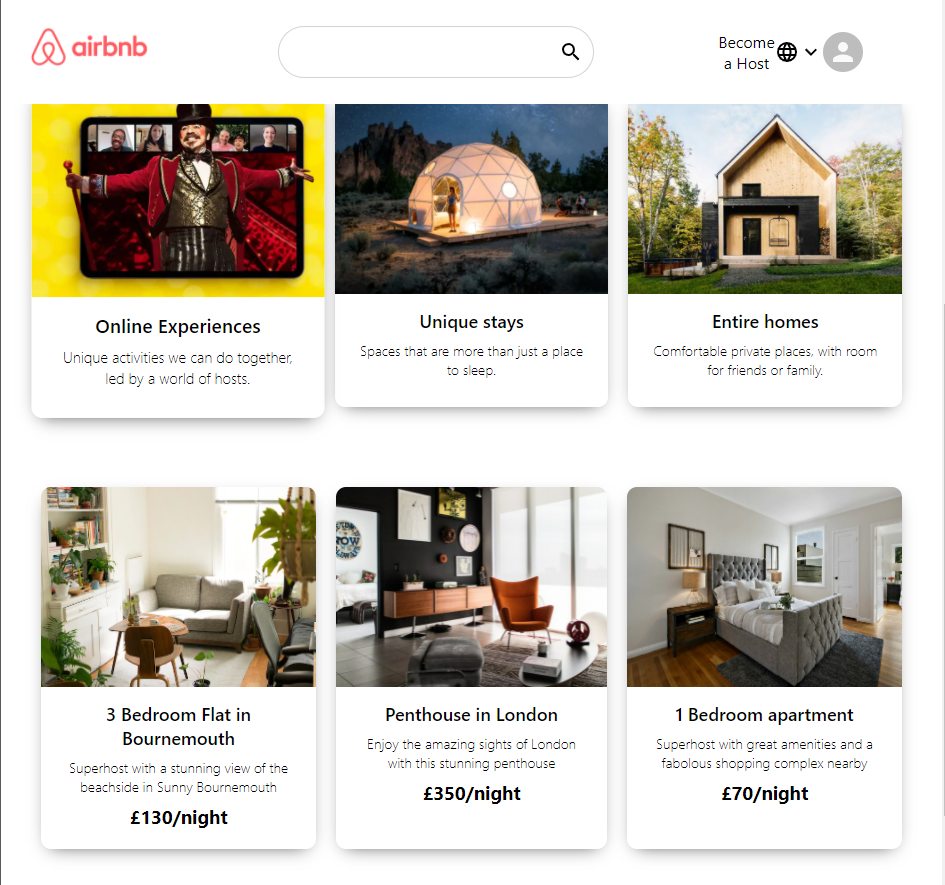 airbnb
Become
a Host
Online Experiences
Unique activities we can do together,
led by a world of hosts.
Unique stays
Spaces that are more than just a place
to sleep.
Entire homes
Comfortable private places, with room
for friends or family.
3 Bedroom Flat in
Bournemouth
Superhost with a stunning view of the
beachside in Sunny Bournemouth
£130/night
WOW
Penthouse in London
Enjoy the amazing sights of London
with this stunning penthouse
£350/night
1 Bedroom apartment
Superhost with great amenities and a
fabolous shopping complex nearby
£70/night